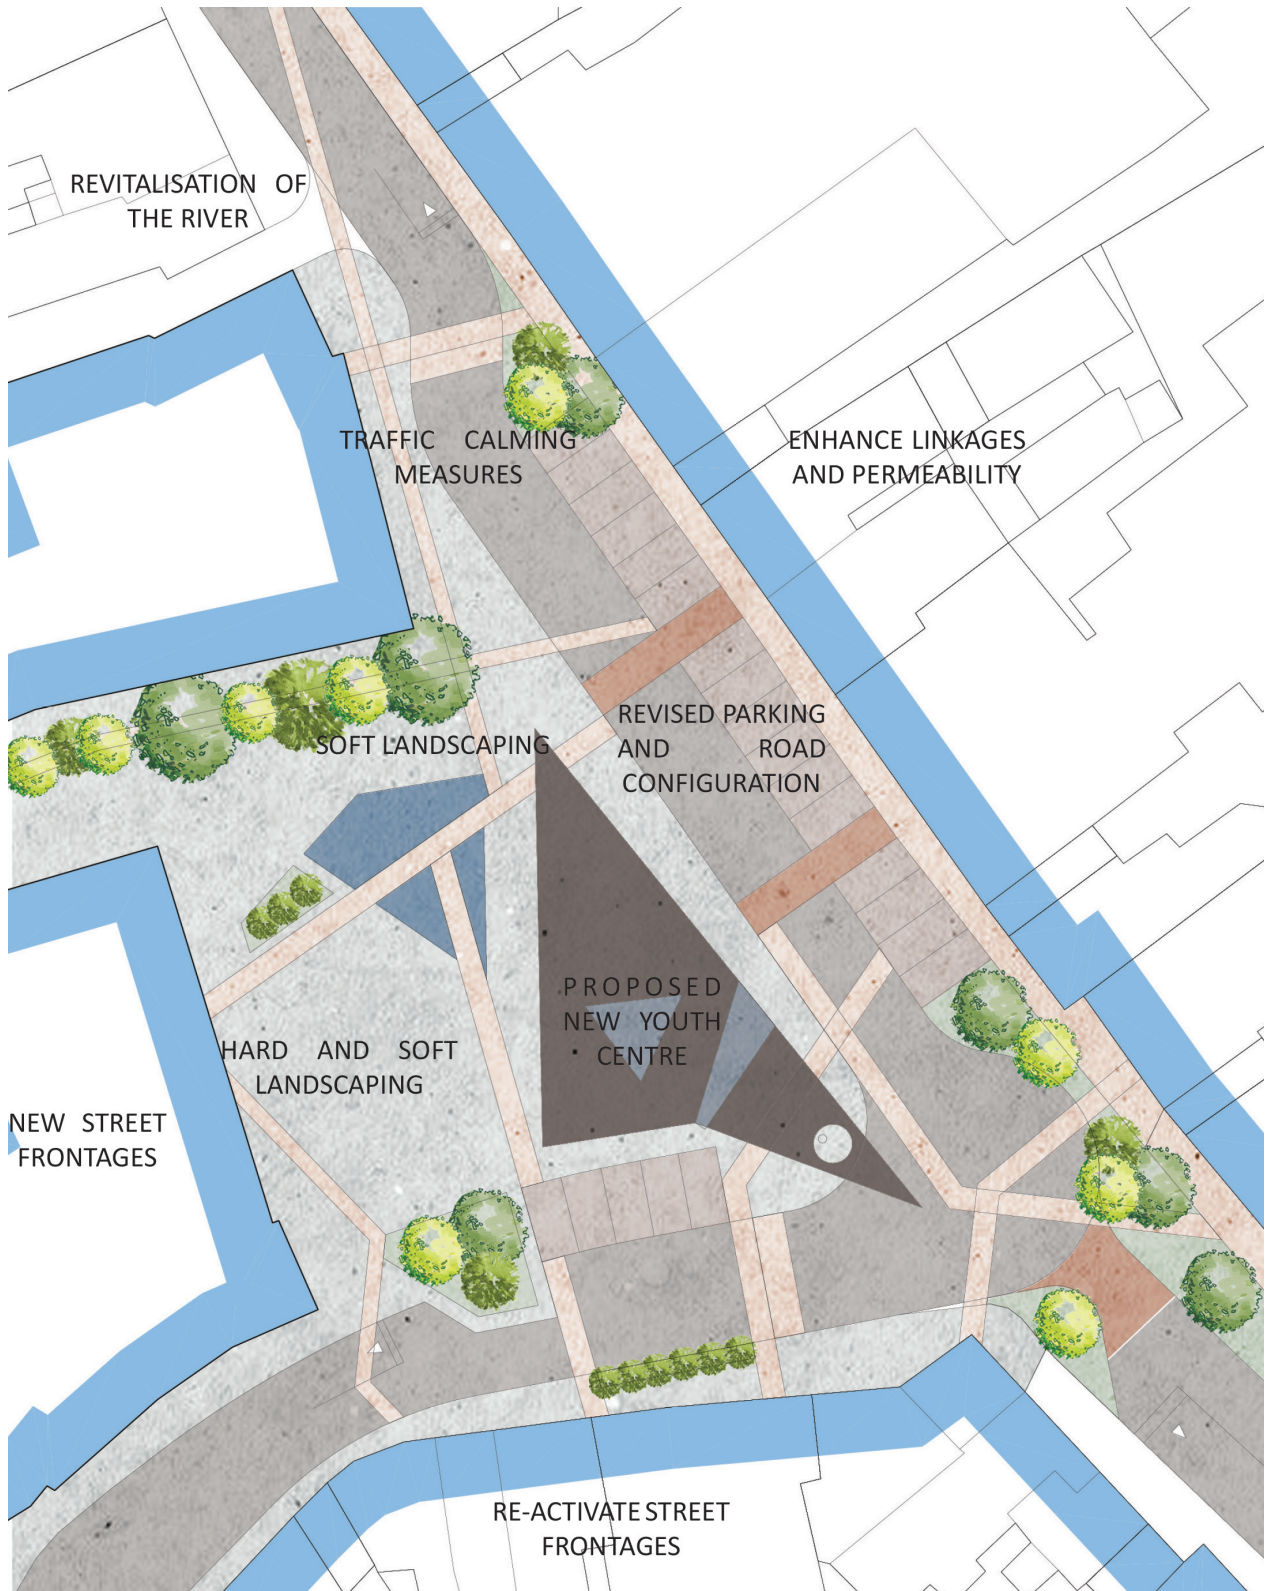 REVITALISATION OF
THE RIVER
TRAFFIC CALMING
MEASURES
ENHANCE LINKAGES
AND PERMEABILITY
SOFT LANDSCAPING
REVISED PARKING
AND ROAD
CONFIGURATION
PROPOSED
NEW YOUTH
CENTRE
HARD AND SOFT
LANDSCAPING
NEW STREET
FRONTAGES
RE-ACTIVATE STREET
FRONTAGES